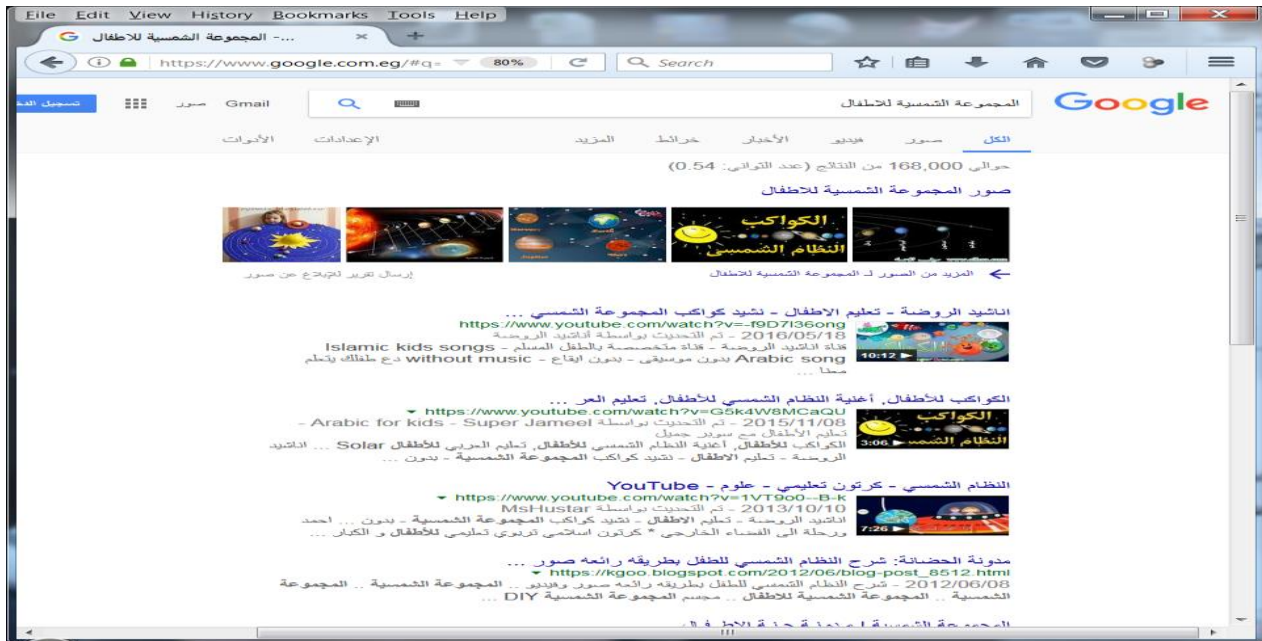 File Edit View History Bookmarks Tools Help
المجموعة الشمسية للاطفال -...
https://www.google.com.eg/#q= 80% Search
Google المجموعة الشمسية للاطفال Gmail صور
الكل صور فيديو الأخبار خرائط المزيد الإعدادات الأدوات
حوالي 168,000 من النتائج (عدد الثواني: 0.54)
صور المجموعة الشمسية للاطفال
الكواكب
النظام الشمسي
المزيد من الصور لـ المجموعة الشمسية للاطفال إرسال تقرير للإبلاغ عن صور
اناشيد الروضة - تعليم الاطفال - نشيد كواكب المجموعة الشمسي ...
https://www.youtube.com/watch?v=-f9D7I36ong
2016/05/18 - تم التحديث بواسطة أناشيد الروضة
قناة اناشيد الروضة - قناة متخصصة بالطفل المسلم - Islamic kids songs
Arabic song بدون موسيقى - بدون ايقاع - without music دع طفلك يتعلم
معنا ...
10:12
الكواكب للأطفال, أغنية النظام الشمسي للأطفال, تعليم العر ...
https://www.youtube.com/watch?v=G5k4W8MCaQU
2015/11/08 - تم التحديث بواسطة Arabic for kids - Super Jameel -
تعليم الأطفال مع سوبر جميل
الكواكب للأطفال, أغنية النظام الشمسي للأطفال, تعليم العربي للأطفال Solar ... اناشيد
الروضة - تعليم الاطفال - نشيد كواكب المجموعة الشمسية - بدون ...
الكواكب
النظام الشمس
3:06
النظام الشمسي - كرتون تعليمي - علوم - YouTube
https://www.youtube.com/watch?v=1VT9o0--B-k
2013/10/10 - تم التحديث بواسطة MsHustar
اناشيد الروضة - تعليم الاطفال - نشيد كواكب المجموعة الشمسية - بدون ... احمد
ورحلة الى الفضاء الخارجي * كرتون اسلامي تربوي تعليمي للأطفال و الكبار ...
7:26
مدونة الحضانة: شرح النظام الشمسي للطفل بطريقه رائعه صور ...
https://kgoo.blogspot.com/2012/06/blog-post_8512.html
2012/06/08 - شرح النظام الشمسي للطفل بطريقه رائعه صور وفيديو .. المجموعة الشمسية .. المجموعة
الشمسية .. المجموعة الشمسية للاطفال .. مجسم المجموعة الشمسية DIY ...